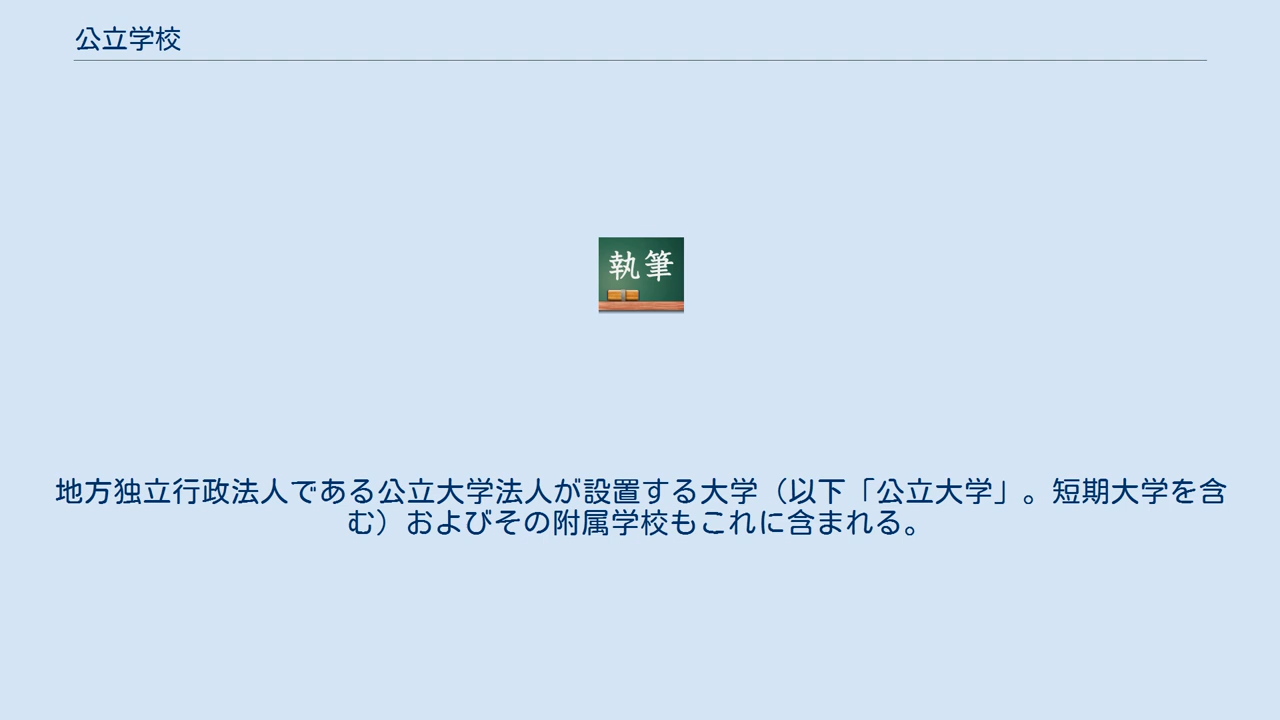 公立学校
執筆
地方独立行政法人である公立大学法人が設置する大学（以下「公立大学」。短期大学を含
む）およびその附属学校もこれに含まれる。